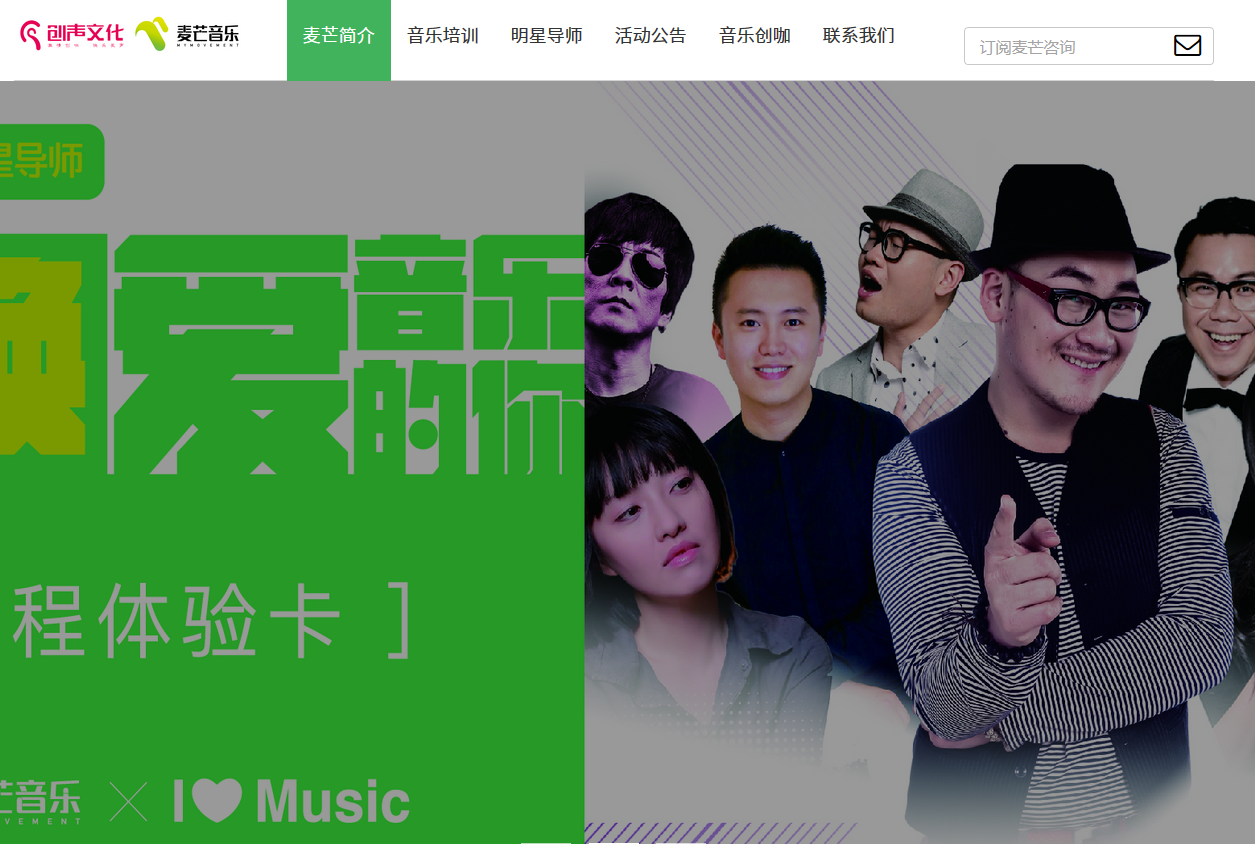 创声文化
麦芒音乐
MYMOVEMENT
麦芒简介
音乐培训
明星导师
活动公告
音乐创咖
联系我们
订阅麦芒咨询
星导师
焕
爱
音乐
的你
程体验卡 ]
芒音乐
VEMENT
I
Music